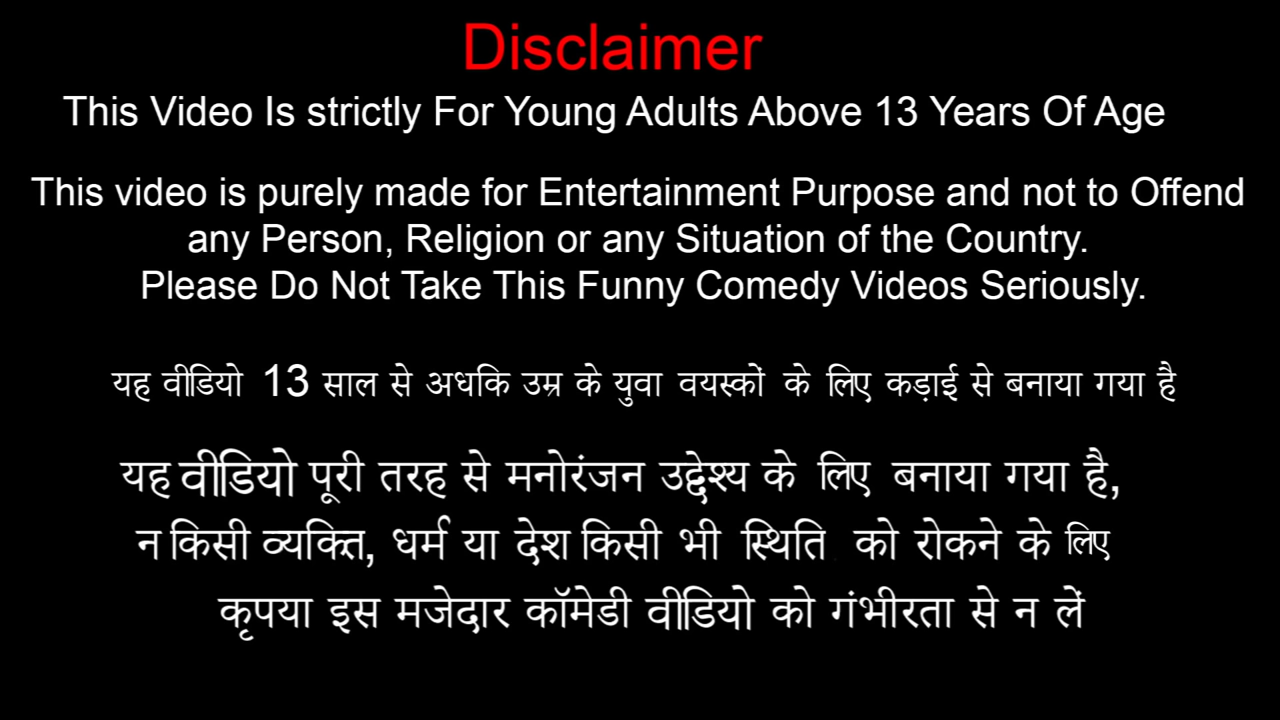 Disclaimer
This Video Is strictly For Young Adults Above 13 Years Of Age
This video is purely made for Entertainment Purpose and not to Offend
any Person, Religion or any Situation of the Country.
Please Do Not Take This Funny Comedy Videos Seriously.
यह वीडियो 13 साल से अधकि उम्र के युवा वयस्कों के लिए कड़ाई से बनाया गया है
यह वीडियो पूरी तरह से मनोरंजन उद्देश्य के लिए बनाया गया है,
न किसी व्यक्ति, धर्म या देश किसी भी स्थिति को रोकने के लिए
कृपया इस मजेदार कॉमेडी वीडियो को गंभीरता से न लें